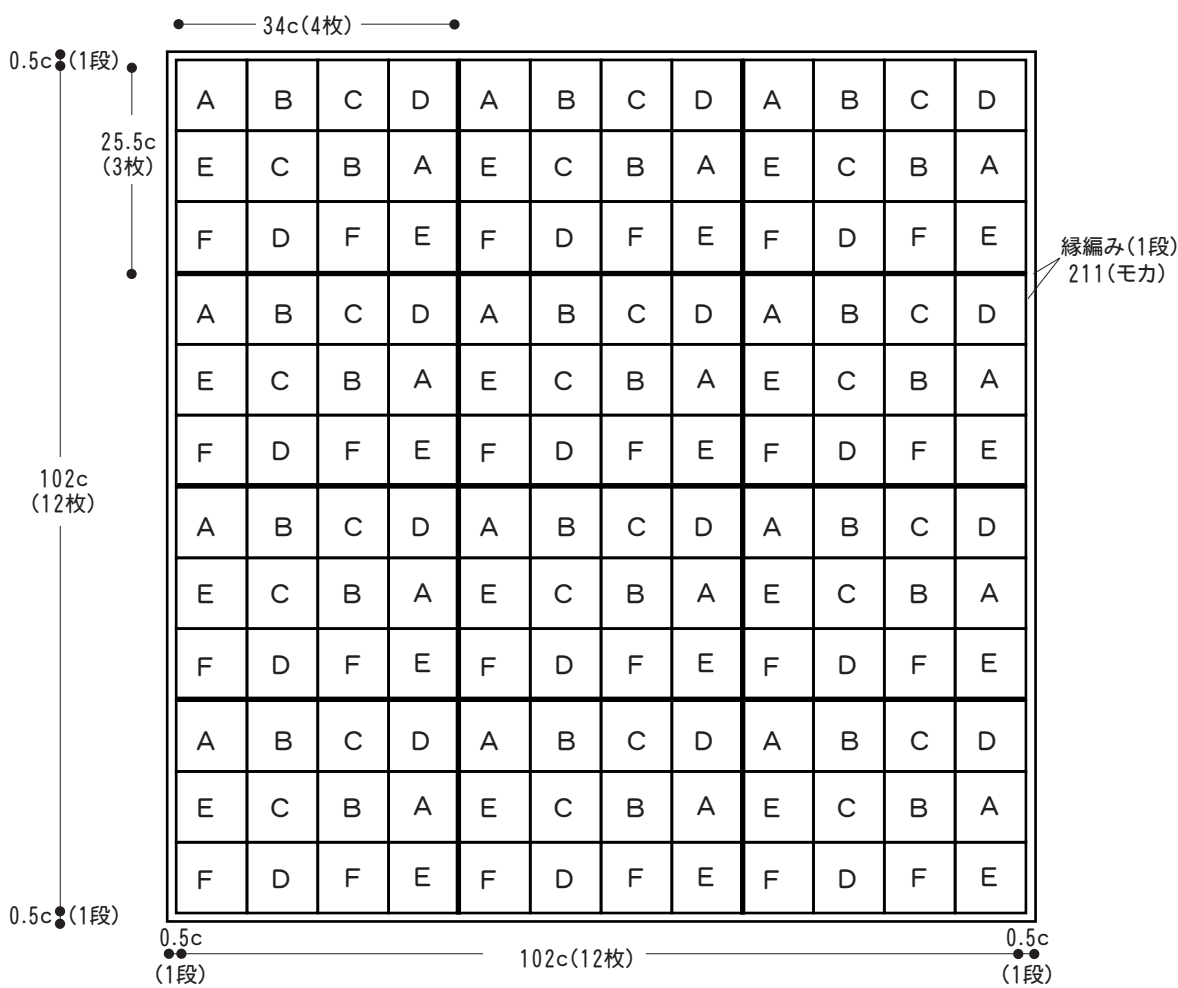 34c(4枚)
0.5c (1段)
A B C D A B C D A B C D
25.5c
(3枚)
E C B A E C B A E C B A
F D F E F D F E F D F E
縁編み(1段)
211(モカ)
A B C D A B C D A B C D
E C B A E C B A E C B A
F D F E F D F E F D F E
102c
(12枚)
A B C D A B C D A B C D
E C B A E C B A E C B A
F D F E F D F E F D F E
A B C D A B C D A B C D
E C B A E C B A E C B A
F D F E F D F E F D F E
0.5c (1段)
0.5c
(1段)
102c(12枚)
0.5c
(1段)